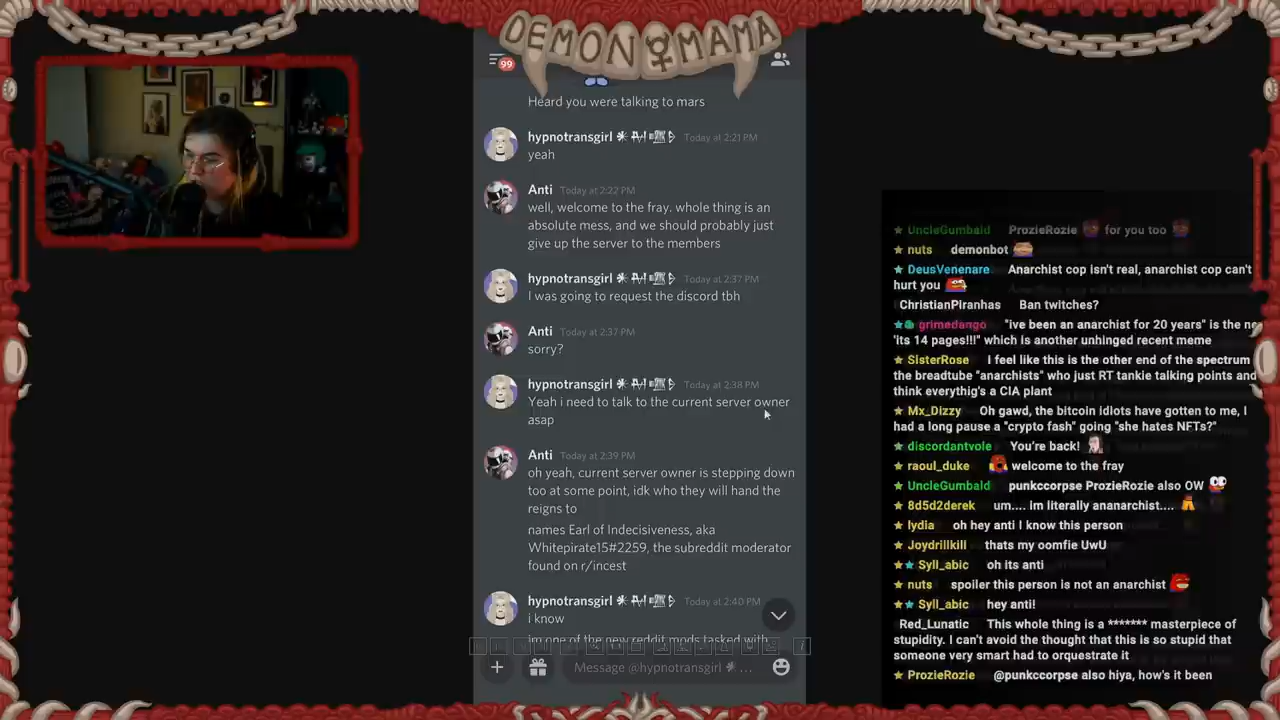 DEMON MAMA
99
Heard you were talking to mars
hypnotransgirl Today at 2:21 PM
yeah
Anti Today at 2:22 PM
well, welcome to the fray. whole thing is an
absolute mess, and we should probably just
give up the server to the members
hypnotransgirl Today at 2:37 PM
I was going to request the discord tbh
Anti Today at 2:37 PM
sorry?
hypnotransgirl Today at 2:38 PM
Yeah i need to talk to the current server owner
asap
Anti Today at 2:39 PM
oh yeah, current server owner is stepping down
too at some point, idk who they will hand the
reigns to
names Earl of Indecisiveness, aka
Whitepirate15#2259, the subreddit moderator
found on r/incest
hypnotransgirl Today at 2:40 PM
i know
im one of the new reddit mods tasked with
Message @hypnotransgirl ...
UncleGumbald ProzieRozie for you too
nuts demonbot
DeusVenenare Anarchist cop isn't real, anarchist cop can't
hurt you
ChristianPiranhas Ban twitches?
grimedango "ive been an anarchist for 20 years" is the ne
'its 14 pages!!!" which is another unhinged recent meme
SisterRose I feel like this is the other end of the spectrum
the breadtube "anarchists" who just RT tankie talking points and
think everythig's a CIA plant
Mx_Dizzy Oh gawd, the bitcoin idIots have gotten to me, I
had a long pause a "crypto fash" going "she hates NFTs?"
discordantvole You're back!
raoul_duke welcome to the fray
UncleGumbald punkccorpse ProzieRozie also OW
8d5d2derek um.... im literally ananarchist....
lydia oh hey anti I know this person
Joydrillkill thats my oomfie UwU
Syll_abic oh its anti
nuts spoiler this person is not an anarchist
Syll_abic hey anti!
Red_Lunatic This whole thing is a ******* masterpiece of
stupidity. I can't avoid the thought that this is so stupid that
someone very smart had to orquestrate it
ProzieRozie @punkccorpse also hiya, how's it been